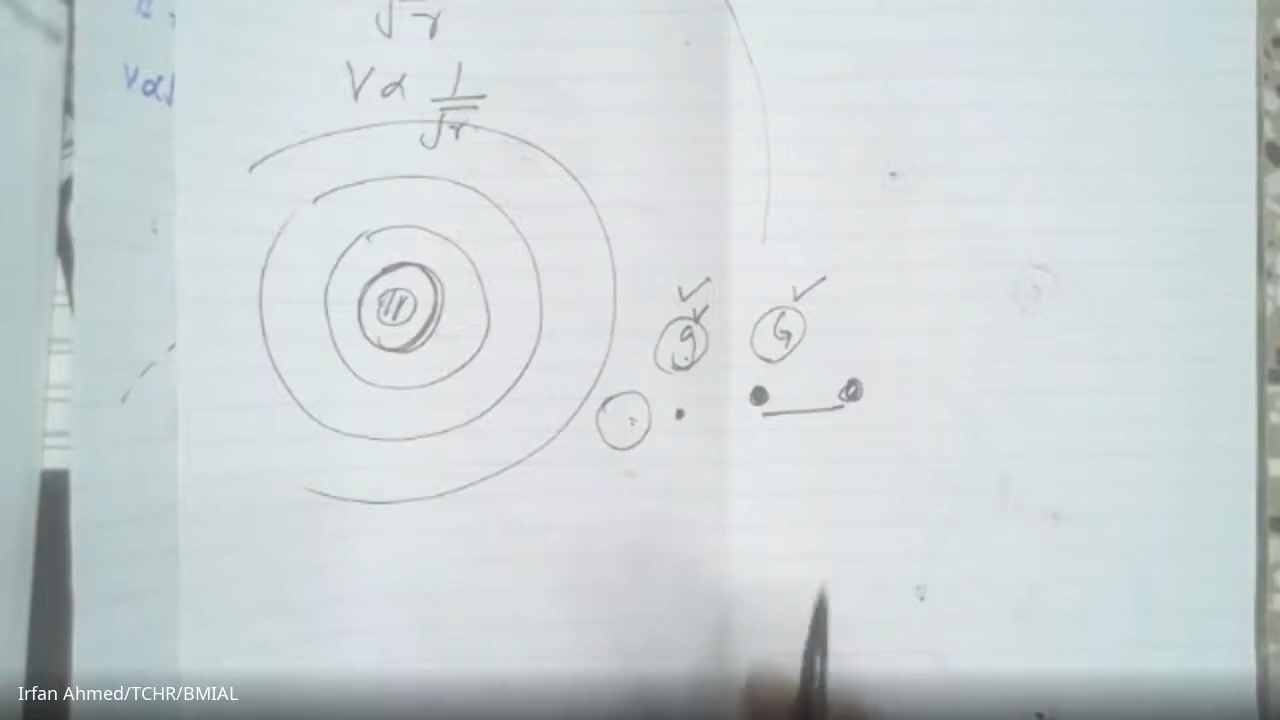 √r
V ∝ 1/√r
V ∝
g G
Irfan Ahmed/TCHR/BMIAL